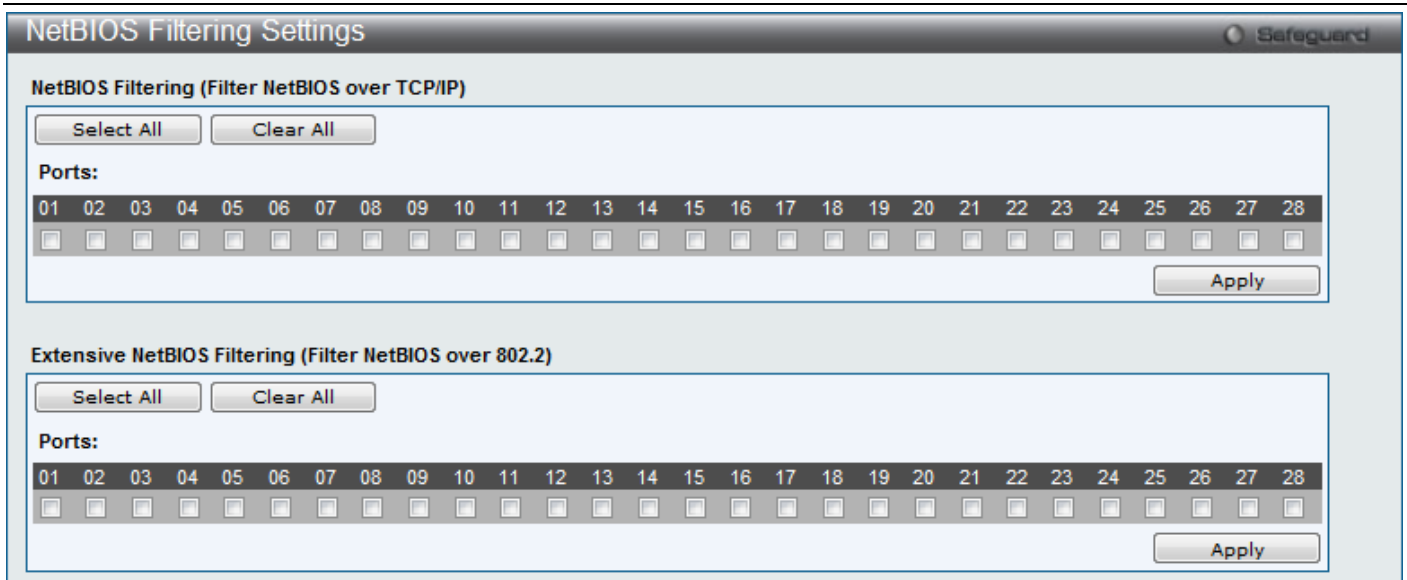 NetBIOS Filtering Settings
Safeguard
NetBIOS Filtering (Filter NetBIOS over TCP/IP)
Select All Clear All
Ports:
01 02 03 04 05 06 07 08 09 10 11 12 13 14 15 16 17 18 19 20 21 22 23 24 25 26 27 28
Apply
Extensive NetBIOS Filtering (Filter NetBIOS over 802.2)
Select All Clear All
Ports:
01 02 03 04 05 06 07 08 09 10 11 12 13 14 15 16 17 18 19 20 21 22 23 24 25 26 27 28
Apply